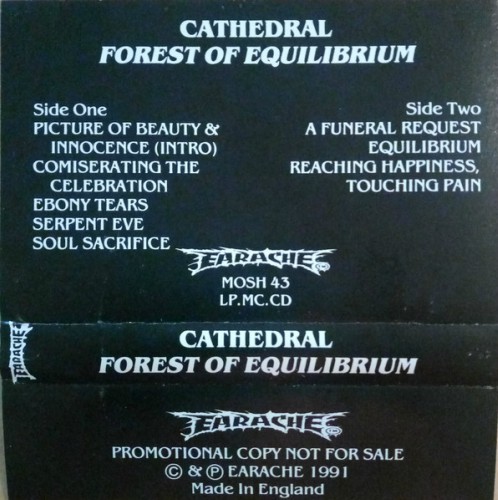 CATHEDRAL
FOREST OF EQUILIBRIUM
Side One
PICTURE OF BEAUTY &
INNOCENCE (INTRO)
COMISERATING THE
CELEBRATION
EBONY TEARS
SERPENT EVE
SOUL SACRIFICE
Side Two
A FUNERAL REQUEST
EQUILIBRIUM
REACHING HAPPINESS,
TOUCHING PAIN
EARACHE
MOSH 43
LP.MC.CD
EARACHE
CATHEDRAL
FOREST OF EQUILIBRIUM
EARACHE
PROMOTIONAL COPY NOT FOR SALE
© & ℗ EARACHE 1991
Made In England